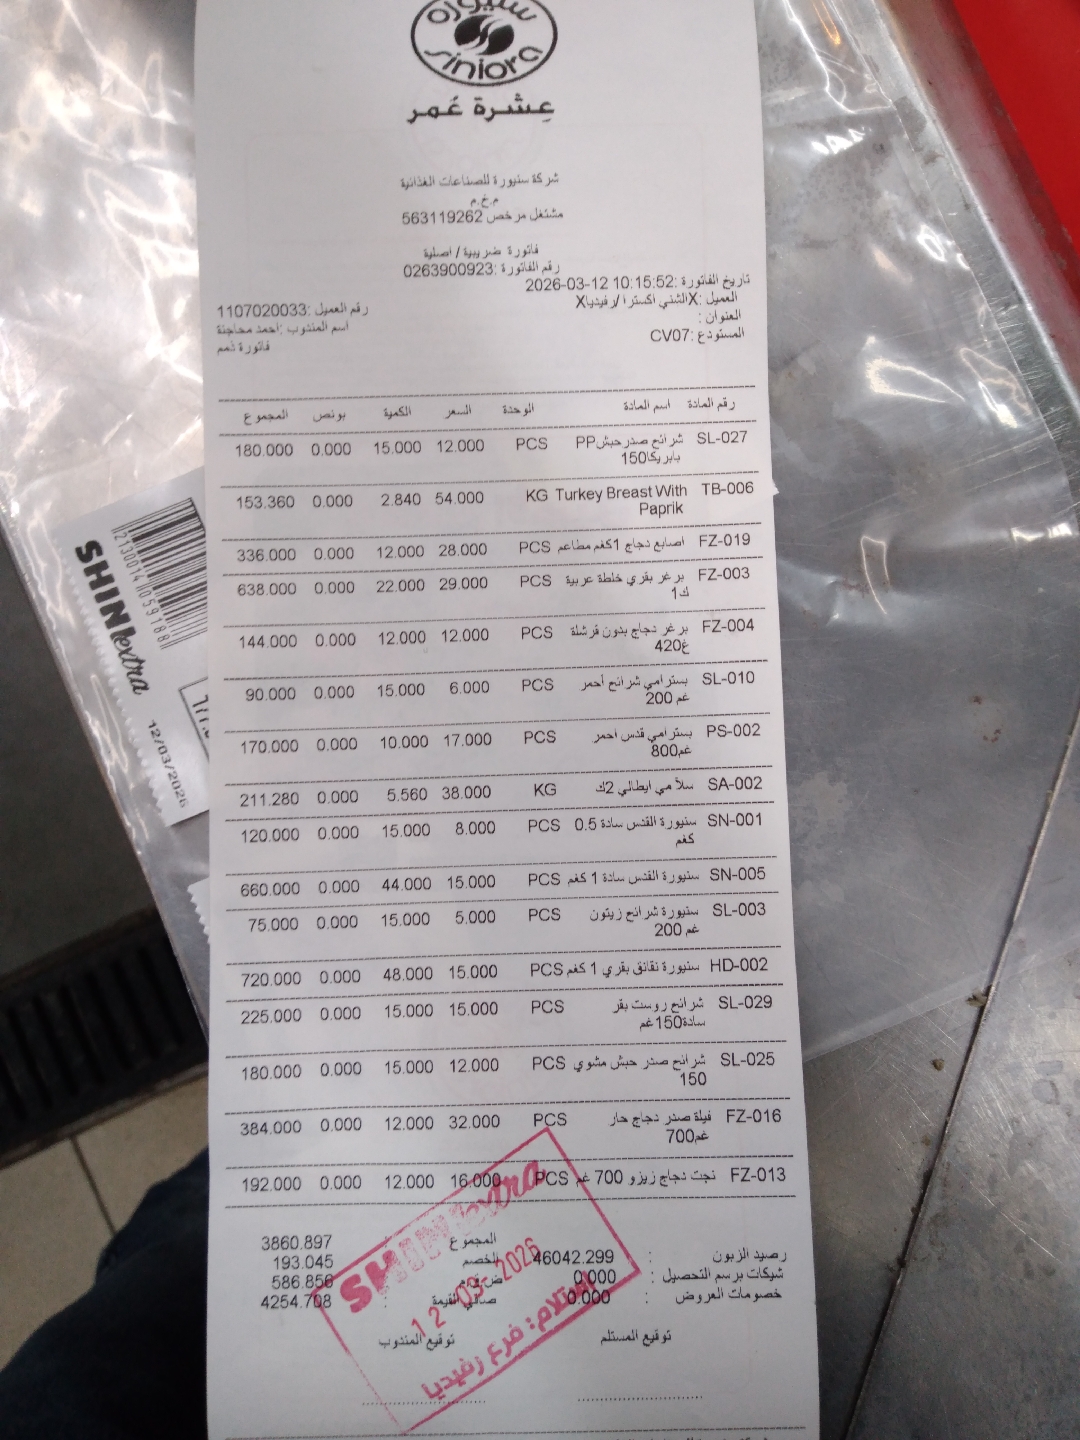 سنيورة
siniora
عِشرة عُمر
شركة سنيورة للصناعات الغذائية
م.خ.م
مشتغل مرخص 563119262
فاتورة ضريبية / اصلية
رقم الفاتورة :0263900923
تاريخ الفاتورة :2026-03-12 10:15:52
العميل :Xالشني اكسترا /رفيدياX
رقم العميل :1107020033
العنوان :
اسم المندوب :احمد محاجنة
المستودع :CV07
فاتورة ذمم
رقم المادة اسم المادة الوحدة السعر الكمية بونص المجموع
SL-027 شرائح صدرحبشPP PCS 12.000 15.000 0.000 180.000
بابريكا150
TB-006 Turkey Breast With KG 54.000 2.840 0.000 153.360
Paprik
FZ-019 اصابع دجاج 1كغم مطاعم PCS 28.000 12.000 0.000 336.000
FZ-003 برغر بقري خلطة عربية PCS 29.000 22.000 0.000 638.000
ك1
FZ-004 برغر دجاج بدون قرشلة PCS 12.000 12.000 0.000 144.000
420غ
SL-010 بسترامي شرائح أحمر PCS 6.000 15.000 0.000 90.000
200 غم
PS-002 بسترامي قدس احمر PCS 17.000 10.000 0.000 170.000
800غم
SA-002 سلامي ايطالي 2ك KG 38.000 5.560 0.000 211.280
SN-001 سنيورة القدس سادة 0.5 PCS 8.000 15.000 0.000 120.000
كغم
SN-005 سنيورة القدس سادة 1 كغم PCS 15.000 44.000 0.000 660.000
SL-003 سنيورة شرائح زيتون PCS 5.000 15.000 0.000 75.000
200 غم
HD-002 سنيورة نقانق بقري 1 كغم PCS 15.000 48.000 0.000 720.000
SL-029 شرائح روست بقر PCS 15.000 15.000 0.000 225.000
سادة150غم
SL-025 شرائح صدر حبش مشوي PCS 12.000 15.000 0.000 180.000
150
FZ-016 فيلة صدر دجاج حار PCS 32.000 12.000 0.000 384.000
700غم
FZ-013 نجت دجاج زيزو 700 غم PCS 16.000 12.000 0.000 192.000
المجموع 3860.897
رصيد الزبون : 46042.299 الخصم 193.045
شيكات برسم التحصيل : 0.000 ض.ق.م 586.856
خصومات العروض : 0.000 صافي القيمة : 4254.708
توقيع المستلم توقيع المندوب
SHINI extra
12-03-2026
الاستلام: فرع رفيديا
SHINI extra
12/03/2026